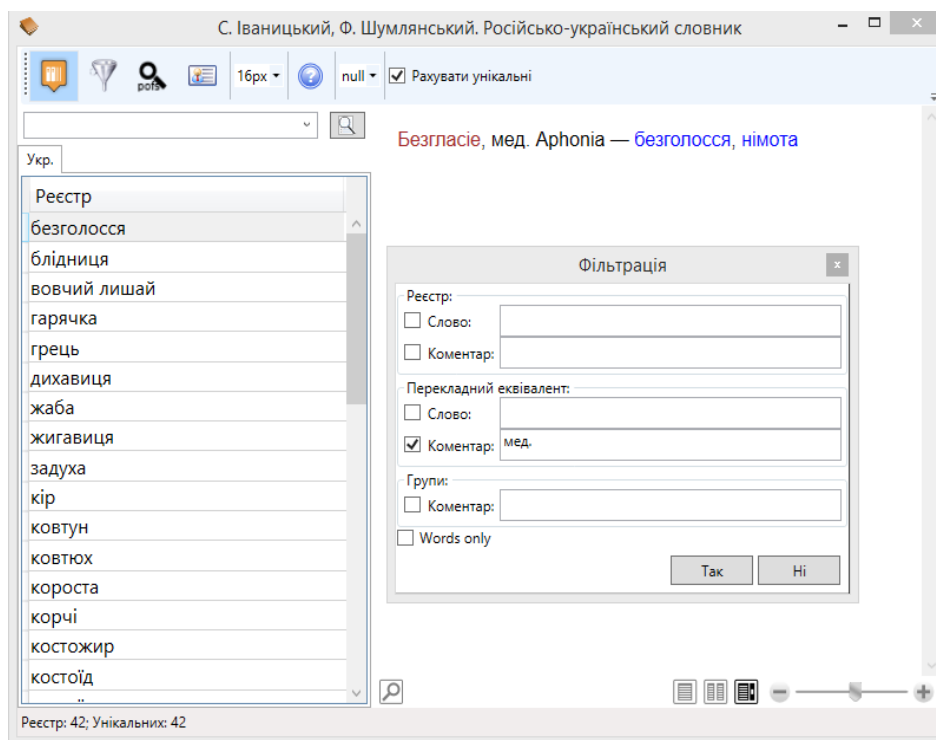 С. Іваницький, Ф. Шумлянський. Російсько-український словник
pofs 16px null Рахувати унікальні
Укр.
Реєстр
безголосся
блідниця
вовчий лишай
гарячка
грець
дихавиця
жаба
жигавиця
задуха
кір
ковтун
ковтюх
короста
корчі
костожир
костоїд
Безгласіе, мед. Aphonia — безголосся, німота
Фільтрація
Реєстр:
Слово:
Коментар:
Перекладний еквівалент:
Слово:
Коментар: мед.
Групи:
Коментар:
Words only
Так Ні
Реєстр: 42; Унікальних: 42